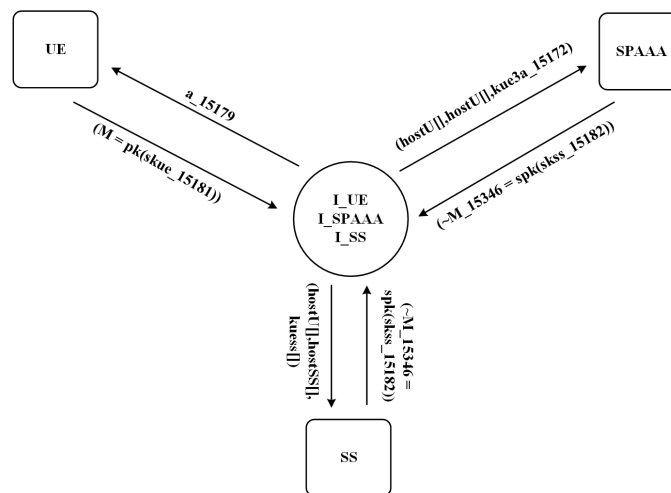 UE
SPAAA
a_15179
(M = pk(skue_15181))
(hostU[],hostU[],kue3a_15172)
(~M_15346 = spk(skss_15182))
I_UE
I_SPAAA
I_SS
(hostU[],hostSS[],
kuess[])
(~M_15346 =
spk(skss_15182))
SS